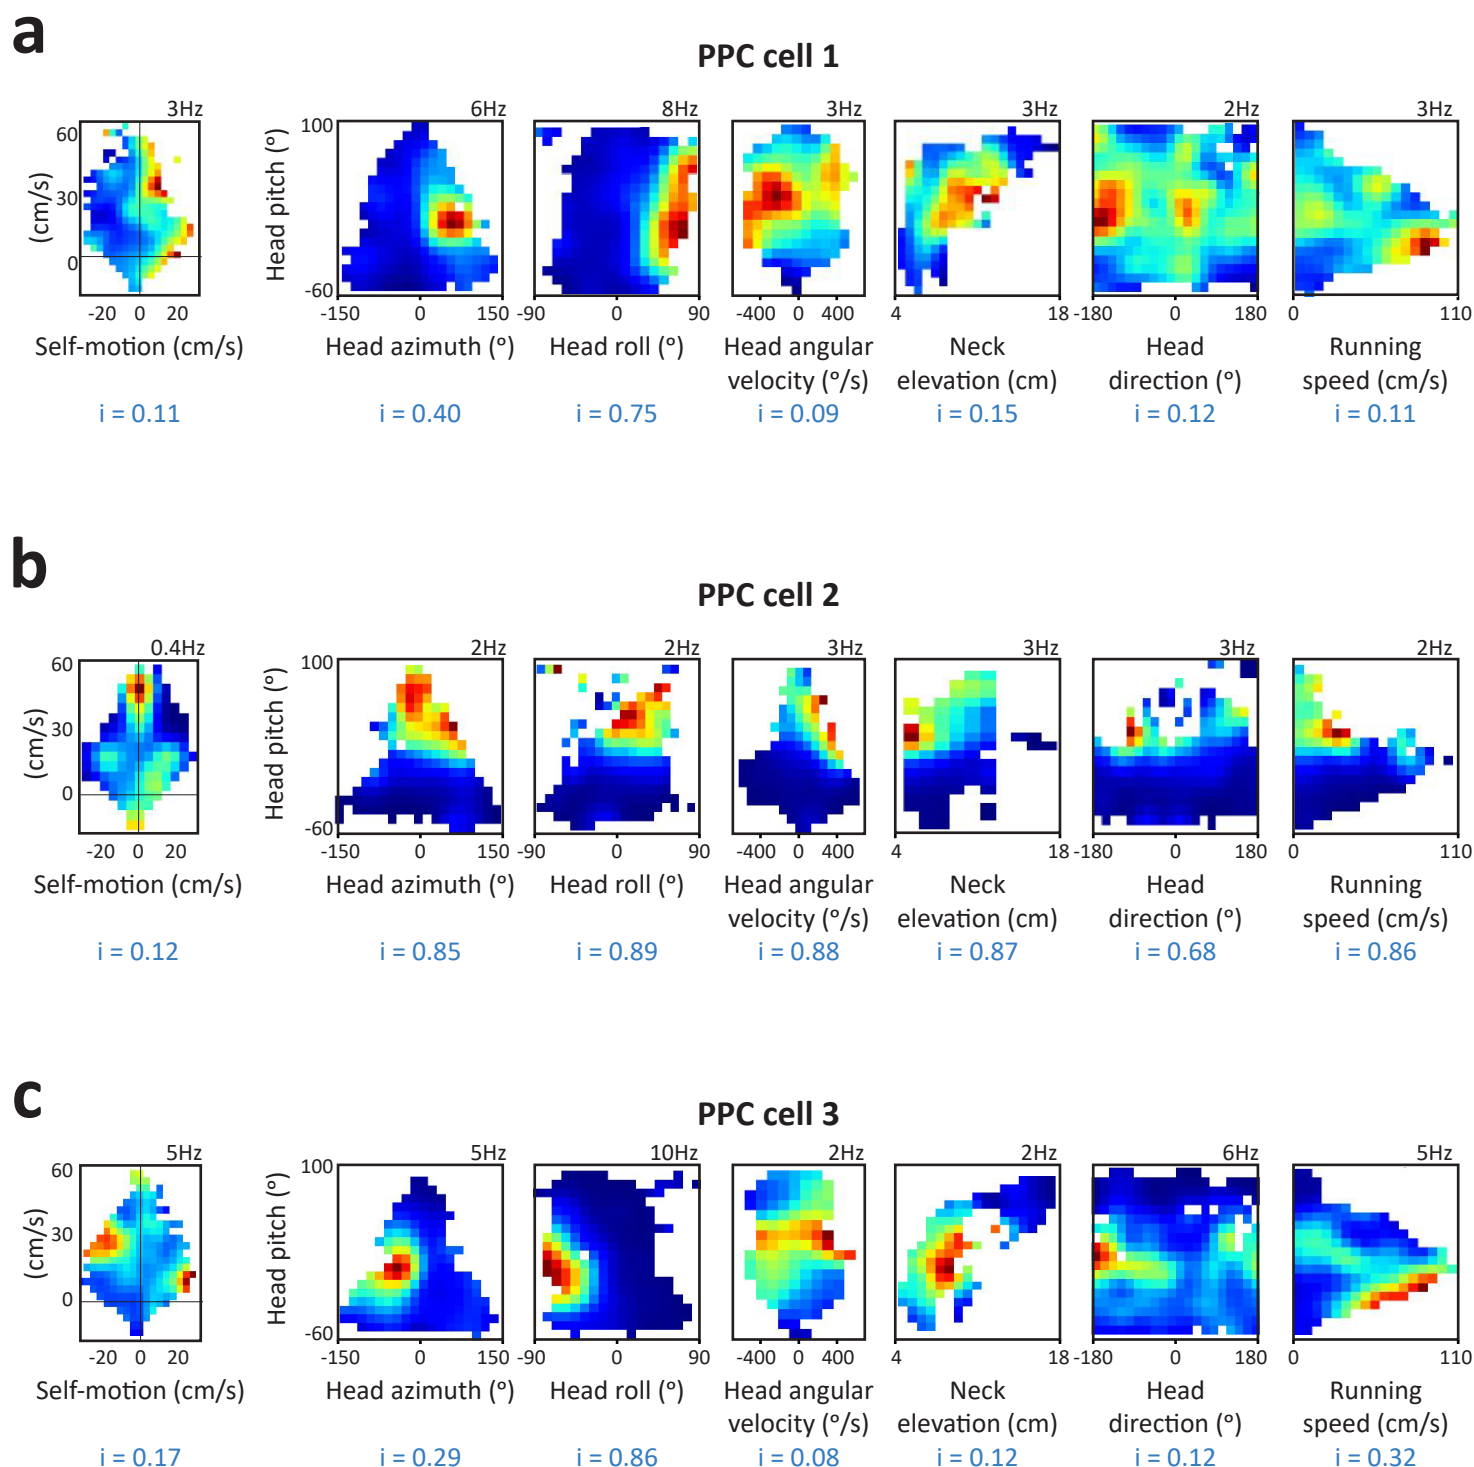 a
PPC cell 1
3Hz
6Hz
8Hz
3Hz
3Hz
2Hz
3Hz
(cm/s)
60
30
0
Head pitch (º)
100
-60
-20 0 20
-150 0 150
-90 0 90
-400 0 400
4 18
-180 0 180
0 110
Self-motion (cm/s)
Head azimuth (º)
Head roll (º)
Head angular
velocity (º/s)
Neck
elevation (cm)
Head
direction (º)
Running
speed (cm/s)
i = 0.11
i = 0.40
i = 0.75
i = 0.09
i = 0.15
i = 0.12
i = 0.11
b
PPC cell 2
0.4Hz
2Hz
2Hz
3Hz
3Hz
3Hz
2Hz
(cm/s)
60
30
0
Head pitch (º)
100
-60
-20 0 20
-150 0 150
-90 0 90
-400 0 400
4 18
-180 0 180
0 110
Self-motion (cm/s)
Head azimuth (º)
Head roll (º)
Head angular
velocity (º/s)
Neck
elevation (cm)
Head
direction (º)
Running
speed (cm/s)
i = 0.12
i = 0.85
i = 0.89
i = 0.88
i = 0.87
i = 0.68
i = 0.86
c
PPC cell 3
5Hz
5Hz
10Hz
2Hz
2Hz
6Hz
5Hz
(cm/s)
60
30
0
Head pitch (º)
100
-60
-20 0 20
-150 0 150
-90 0 90
-400 0 400
4 18
-180 0 180
0 110
Self-motion (cm/s)
Head azimuth (º)
Head roll (º)
Head angular
velocity (º/s)
Neck
elevation (cm)
Head
direction (º)
Running
speed (cm/s)
i = 0.17
i = 0.29
i = 0.86
i = 0.08
i = 0.12
i = 0.12
i = 0.32